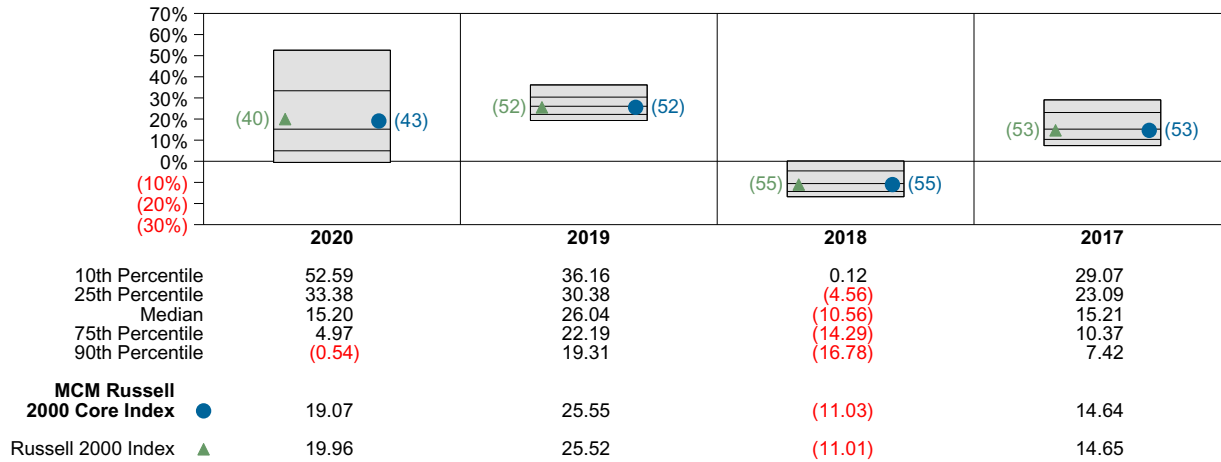 70%
60%
50%
40%
30%
20%
10%
0%
(10%)
(20%)
(30%)
(40) (43) (52) (52) (55) (55) (53) (53)
2020 2019 2018 2017
10th Percentile 52.59 36.16 0.12 29.07
25th Percentile 33.38 30.38 (4.56) 23.09
Median 15.20 26.04 (10.56) 15.21
75th Percentile 4.97 22.19 (14.29) 10.37
90th Percentile (0.54) 19.31 (16.78) 7.42
MCM Russell
2000 Core Index 19.07 25.55 (11.03) 14.64
Russell 2000 Index 19.96 25.52 (11.01) 14.65